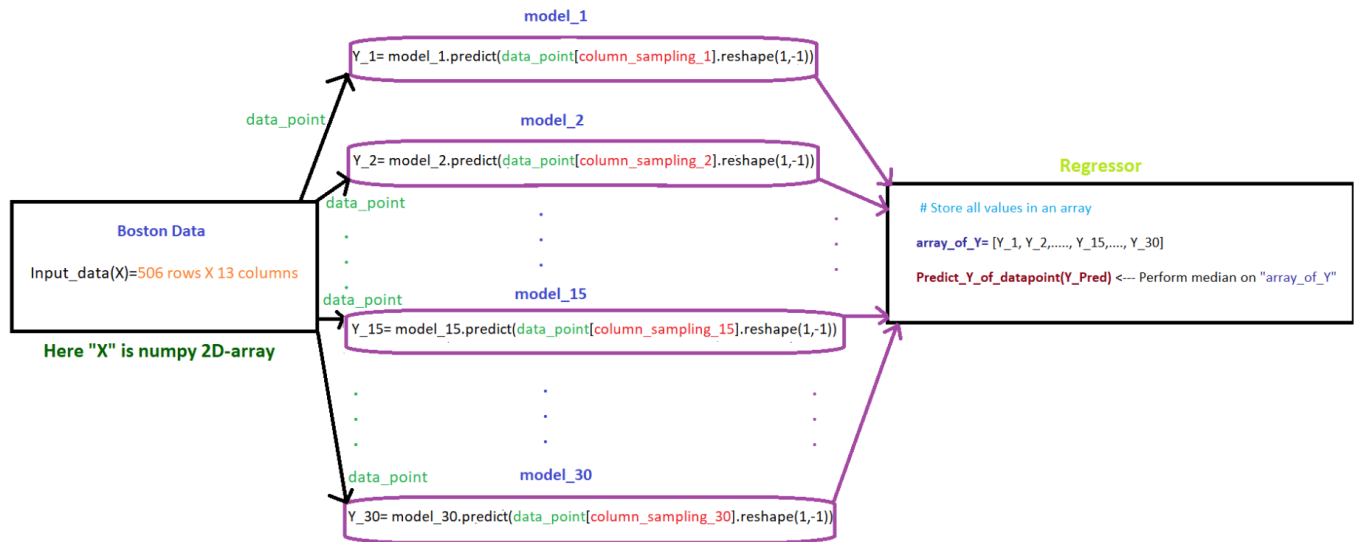 model_1
Y_1= model_1.predict(data_point[column_sampling_1].reshape(1,-1))
data_point
model_2
Y_2= model_2.predict(data_point[column_sampling_2].reshape(1,-1))
data_point
Boston Data
Input_data(X)=506 rows X 13 columns
Here "X" is numpy 2D-array
data_point
model_15
Y_15= model_15.predict(data_point[column_sampling_15].reshape(1,-1))
data_point
model_30
Y_30= model_30.predict(data_point[column_sampling_30].reshape(1,-1))
Regressor
# Store all values in an array
array_of_Y= [Y_1, Y_2,....., Y_15,...., Y_30]
Predict_Y_of_datapoint(Y_Pred) <--- Perform median on "array_of_Y"